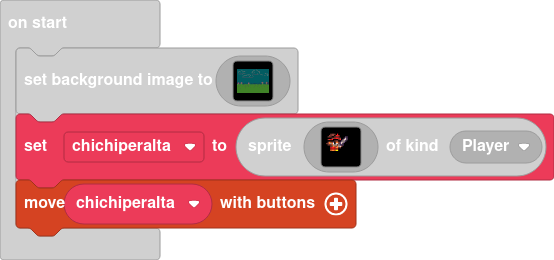 on start
set background image to
set chichiperalta to sprite of kind Player
move chichiperalta with buttons